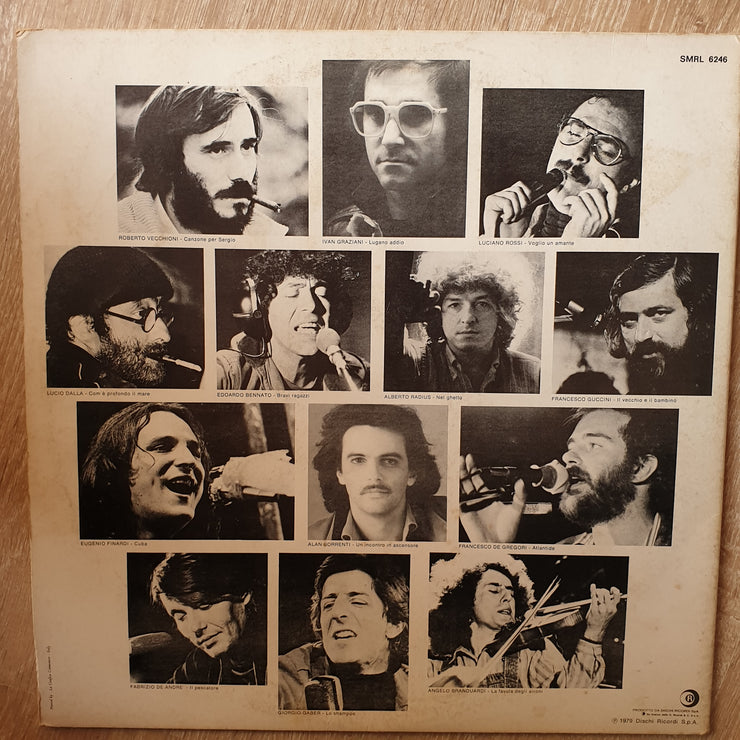 SMRL 6246
ROBERTO VECCHIONI - Canzone per Sergio
IVAN GRAZIANI - Lugano addio
LUCIANO ROSSI - Voglio un amante
LUCIO DALLA - Com'è profondo il mare
EDOARDO BENNATO - Bravi ragazzi
ALBERTO RADIUS - Nel ghetto
FRANCESCO GUCCINI - Il vecchio e il bambino
EUGENIO FINARDI - Cuba
ALAN SORRENTI - Un incontro in ascensore
FRANCESCO DE GREGORI - Atlantide
FABRIZIO DE ANDRE' - Il pescatore
GIORGIO GABER - Lo shampoo
ANGELO BRANDUARDI - La favola degli aironi
R
PRODOTTO DA DISCHI RICORDI S.p.A.
℗ 1979 Dischi Ricordi S.p.A.